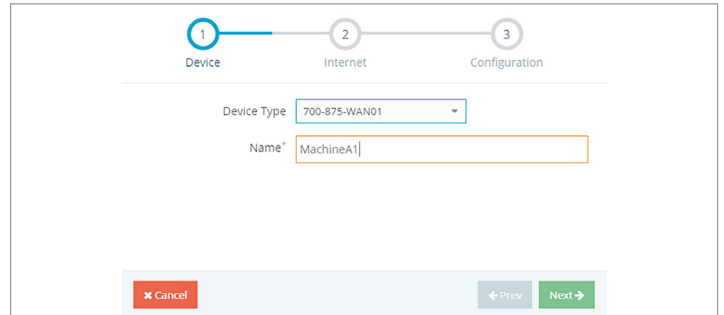 1 2 3
Device Internet Configuration
Device Type 700-875-WAN01
Name* MachineA1
✖ Cancel ←Prev Next→